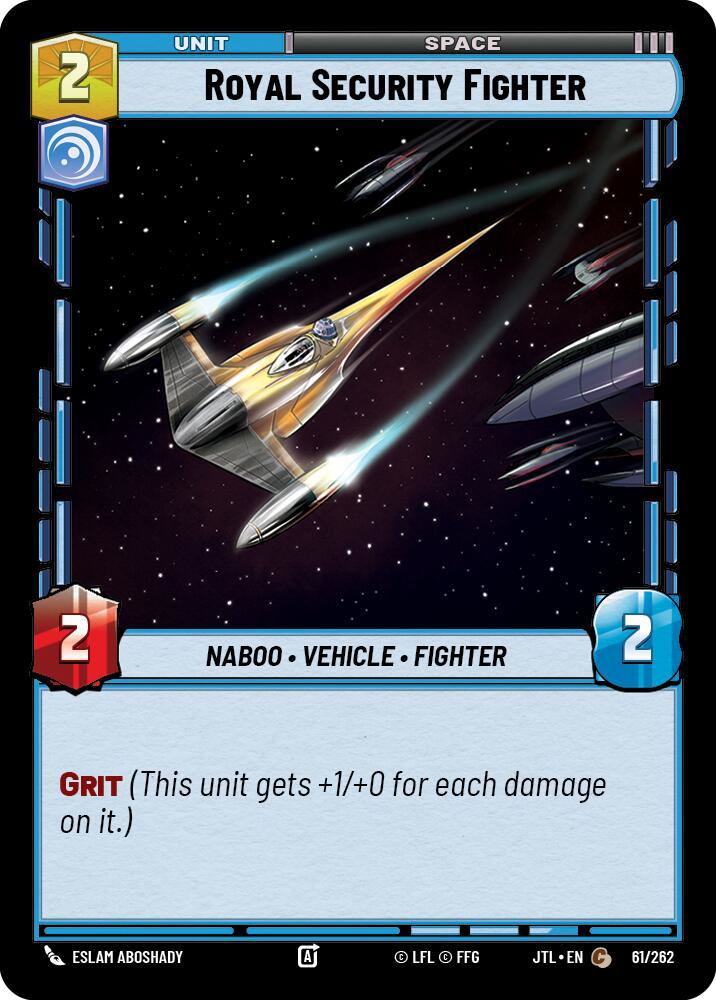 UNIT
SPACE
2
ROYAL SECURITY FIGHTER
2
NABOO • VEHICLE • FIGHTER
2
GRIT (This unit gets +1/+0 for each damage
on it.)
ESLAM ABOSHADY
A
© LFL © FFG
JTL • EN
C
61/262